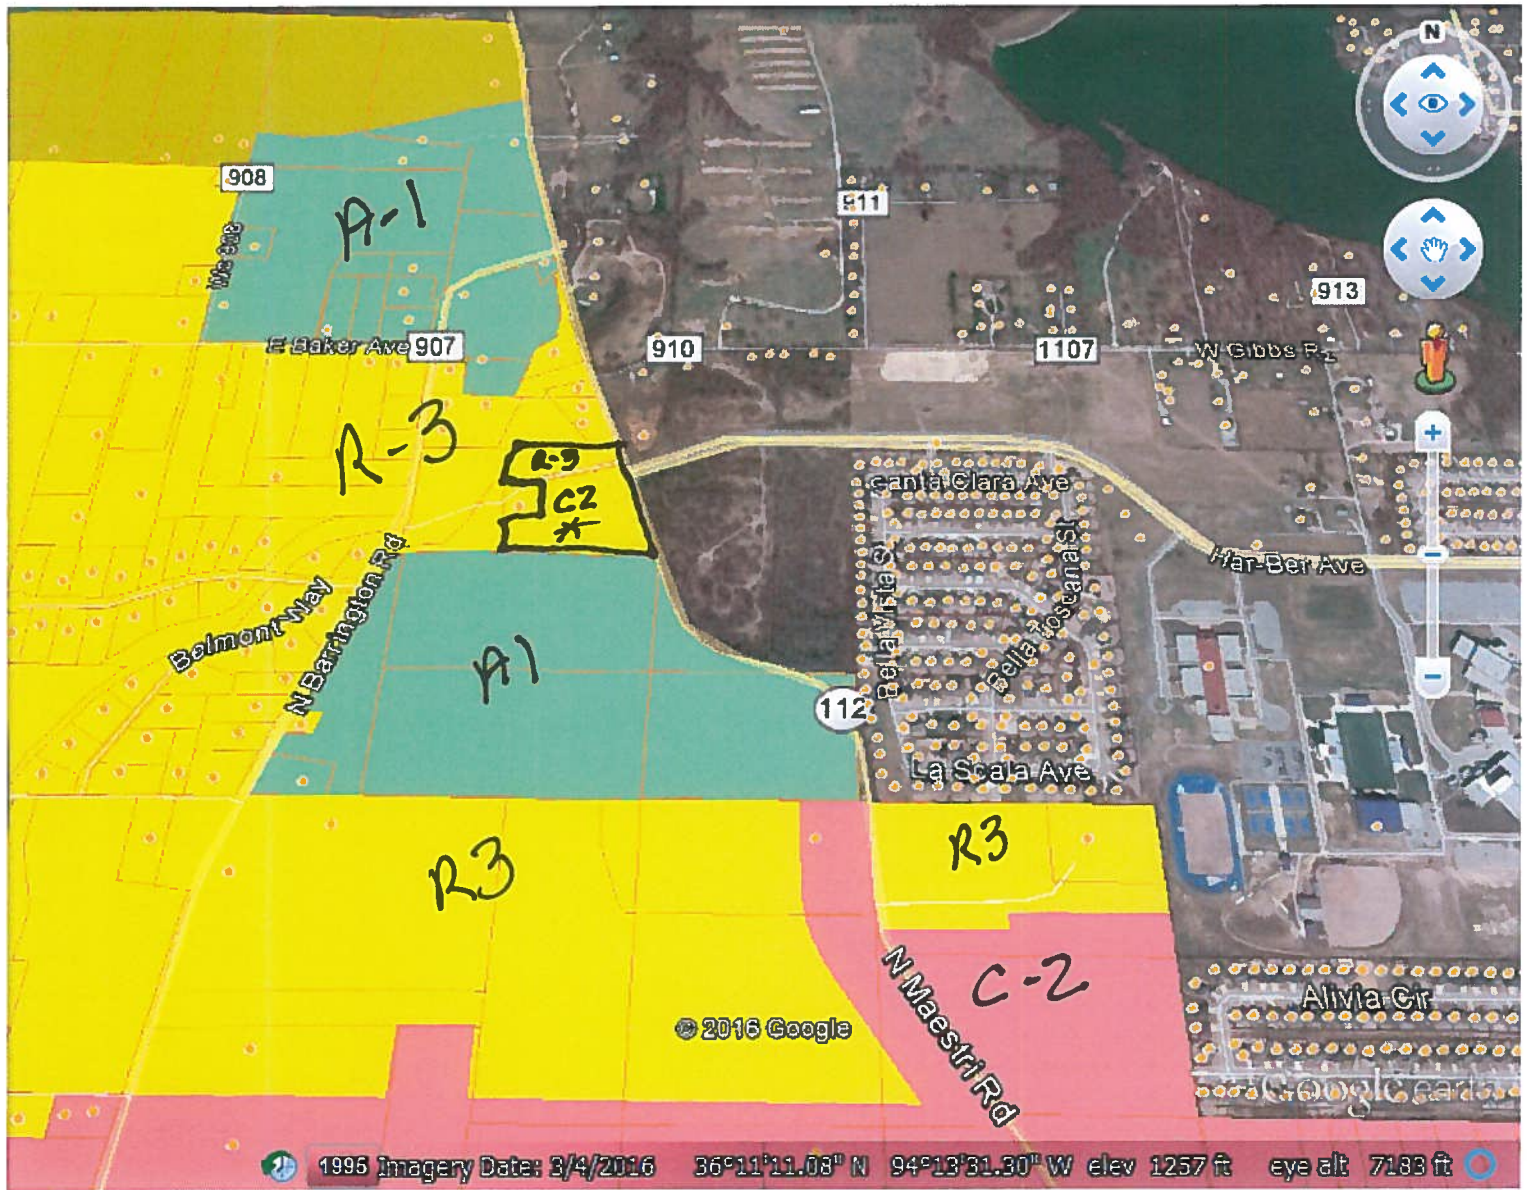 N
908
A-1
911
Wc 908
913
E Baker Ave
907
910
1107
W Gibbs R
R-3
R-3
C2
Santa Clara Ave
Har-Ber Ave
Belmont Way
N Barrington Rd
Bella Vista St
Bella Toscana St
A1
112
La Scala Ave
R3
R3
N Maestri Rd
C-2
Alivia Cir
© 2016 Google
Google earth
1995 Imagery Date: 3/4/2016 36°11'11.08" N 94°13'31.30" W elev 1257 ft eye alt 7183 ft